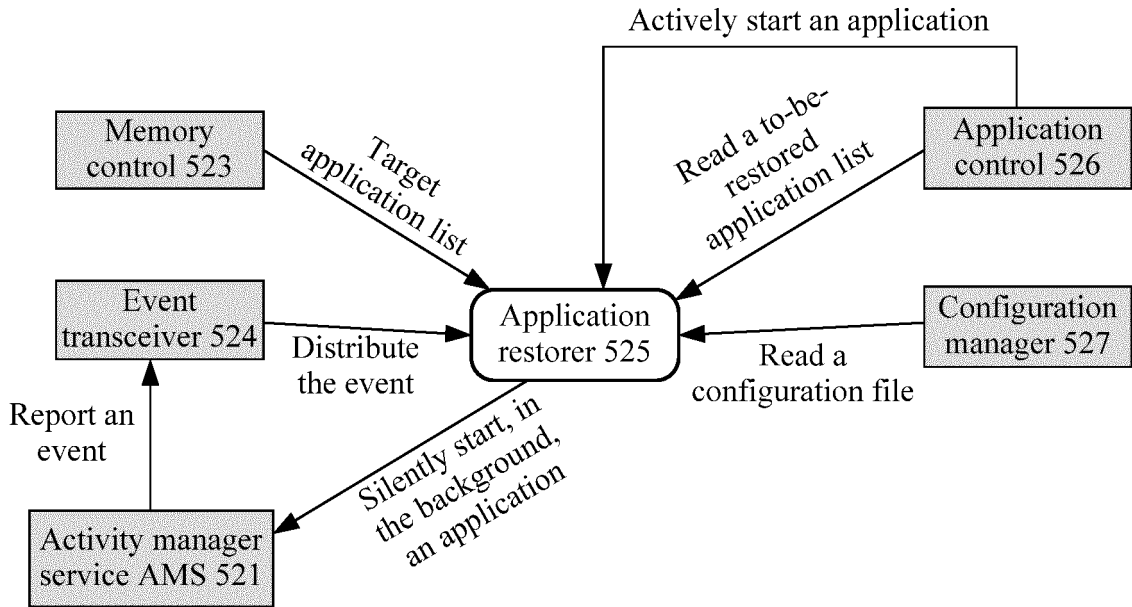 Actively start an application
Memory
control 523
Target
application list
Read a to-be-
restored
application list
Application
control 526
Event
transceiver 524
Distribute
the event
Application
restorer 525
Read a
configuration file
Configuration
manager 527
Report an
event
Silently start, in
the background,
an application
Activity manager
service AMS 521